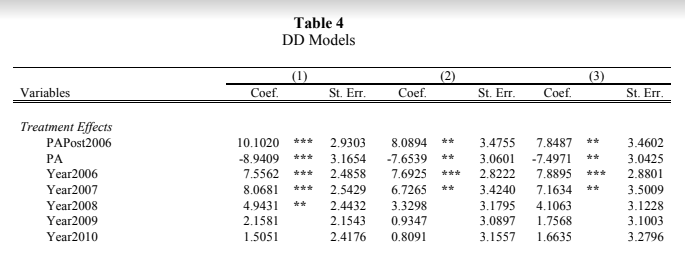 Table 4
DD Models
(1) (2) (3)
Variables Coef. St. Err. Coef. St. Err. Coef. St. Err.
Treatment Effects
PAPost2006 10.1020 *** 2.9303 8.0894 ** 3.4755 7.8487 ** 3.4602
PA -8.9409 *** 3.1654 -7.6539 ** 3.0601 -7.4971 ** 3.0425
Year2006 7.5562 *** 2.4858 7.6925 *** 2.8222 7.8895 *** 2.8801
Year2007 8.0681 *** 2.5429 6.7265 ** 3.4240 7.1634 ** 3.5009
Year2008 4.9431 ** 2.4432 3.3298 3.1795 4.1063 3.1228
Year2009 2.1581 2.1543 0.9347 3.0897 1.7568 3.1003
Year2010 1.5051 2.4176 0.8091 3.1557 1.6635 3.2796